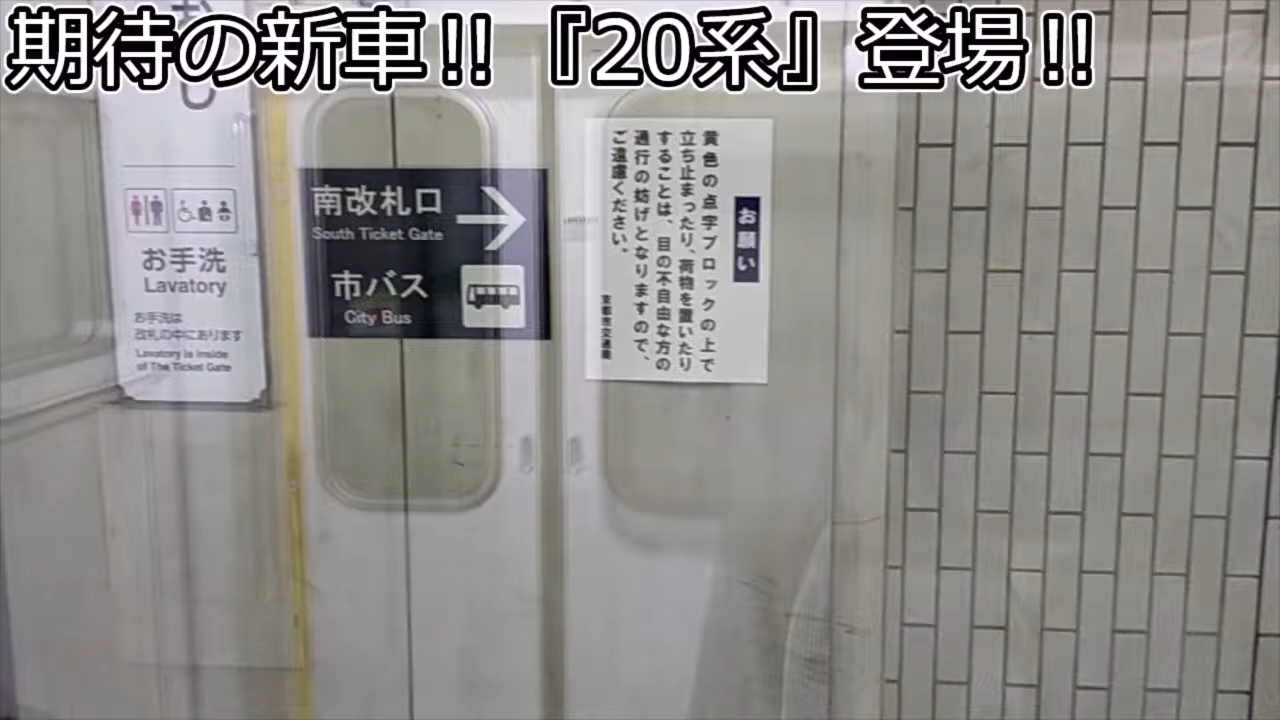 期待の新車‼『20系』登場‼
お手洗
Lavatory
お手洗は
改札の中にあります
Lavatory is inside
of The Ticket Gate
南改札口
South Ticket Gate
市バス
City Bus
お願い
黄色の点字ブロックの上で
立ち止まったり、荷物を置いたり
することは、目の不自由な方の
通行の妨げとなりますので、
ご遠慮ください。
京都市交通局